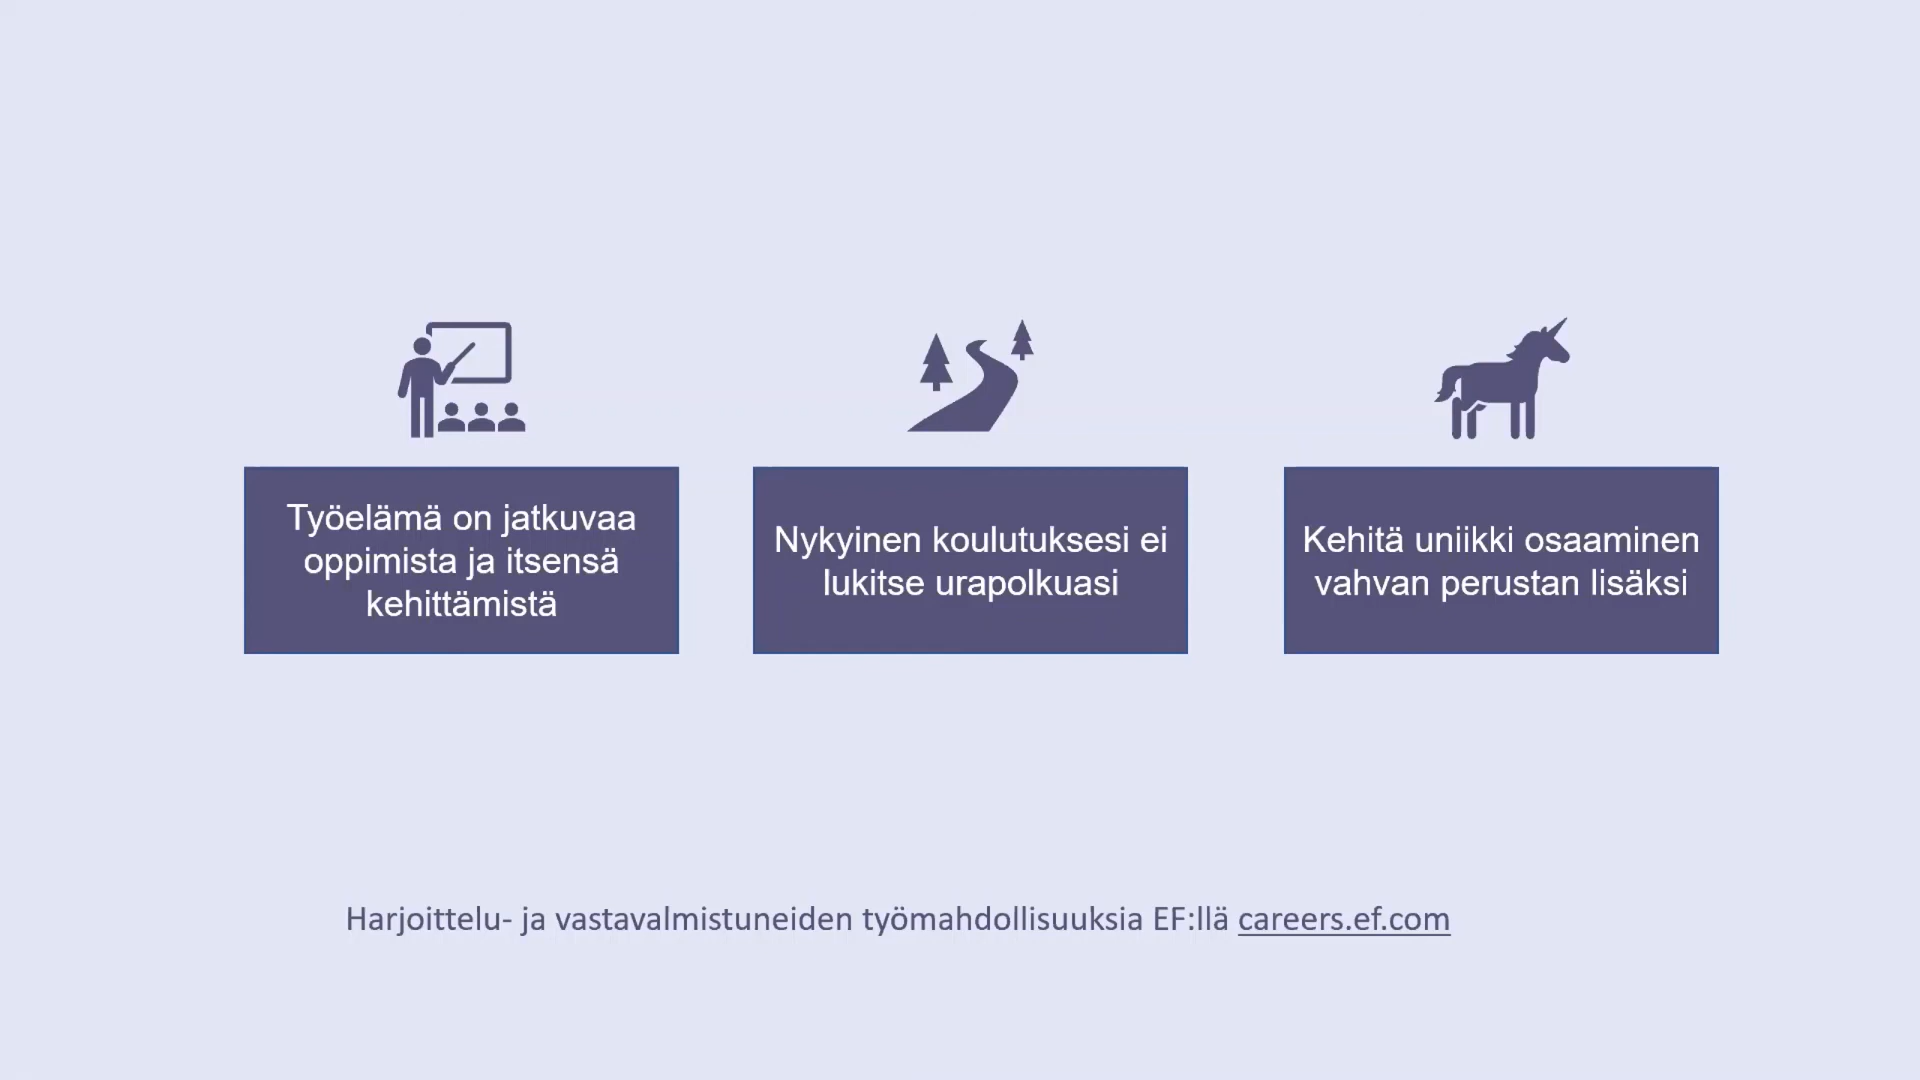 Työelämä on jatkuvaa
oppimista ja itsensä
kehittämistä
Nykyinen koulutuksesi ei
lukitse urapolkuasi
Kehitä uniikki osaaminen
vahvan perustan lisäksi
Harjoittelu- ja vastavalmistuneiden työmahdollisuuksia EF:llä careers.ef.com